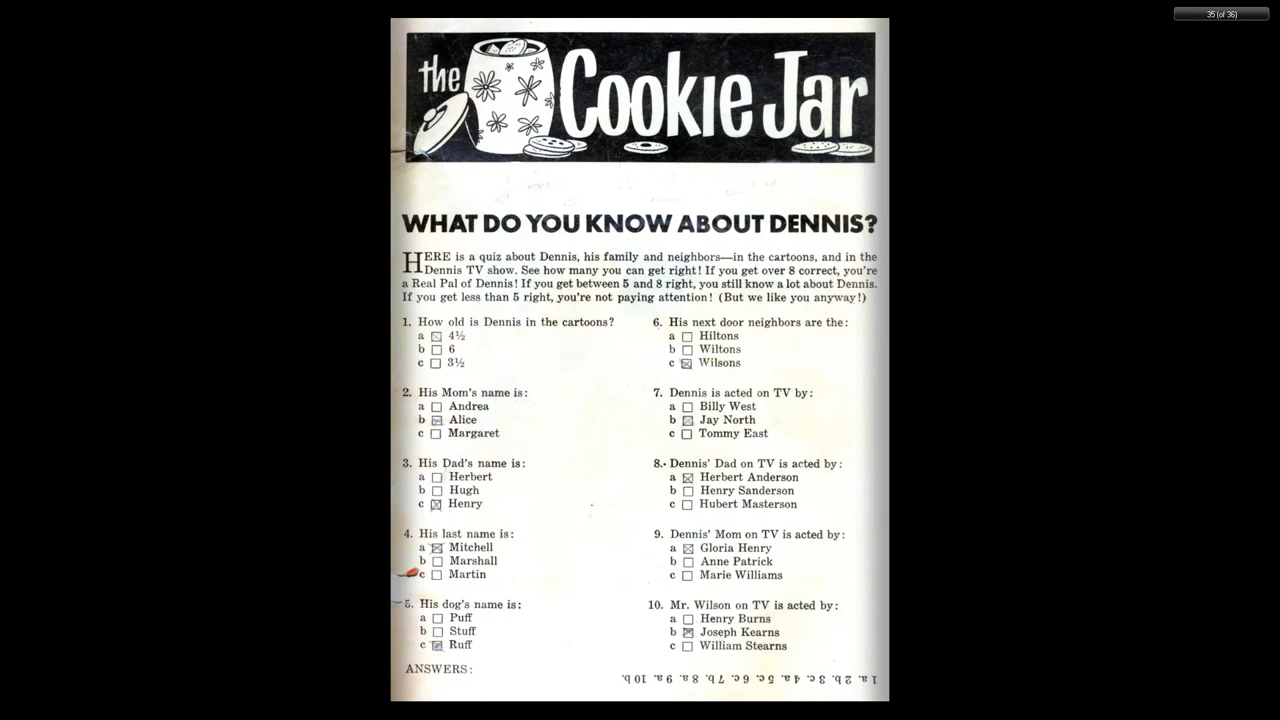 35 (of 36)
the Cookie Jar
WHAT DO YOU KNOW ABOUT DENNIS?
HERE is a quiz about Dennis, his family and neighbors—in the cartoons, and in the
Dennis TV show. See how many you can get right! If you get over 8 correct, you're
a Real Pal of Dennis! If you get between 5 and 8 right, you still know a lot about Dennis.
If you get less than 5 right, you're not paying attention! (But we like you anyway!)
1. How old is Dennis in the cartoons?
a 4½
b 6
c 3½
2. His Mom's name is:
a Andrea
b Alice
c Margaret
3. His Dad's name is:
a Herbert
b Hugh
c Henry
4. His last name is:
a Mitchell
b Marshall
c Martin
5. His dog's name is:
a Puff
b Stuff
c Ruff
6. His next door neighbors are the:
a Hiltons
b Wiltons
c Wilsons
7. Dennis is acted on TV by:
a Billy West
b Jay North
c Tommy East
8. Dennis' Dad on TV is acted by:
a Herbert Anderson
b Henry Sanderson
c Hubert Masterson
9. Dennis' Mom on TV is acted by:
a Gloria Henry
b Anne Patrick
c Marie Williams
10. Mr. Wilson on TV is acted by:
a Henry Burns
b Joseph Kearns
c William Stearns
ANSWERS:
1 a. 2 b. 3 c. 4 a. 5 c. 6 c. 7 b. 8 a. 9 a. 10 b.